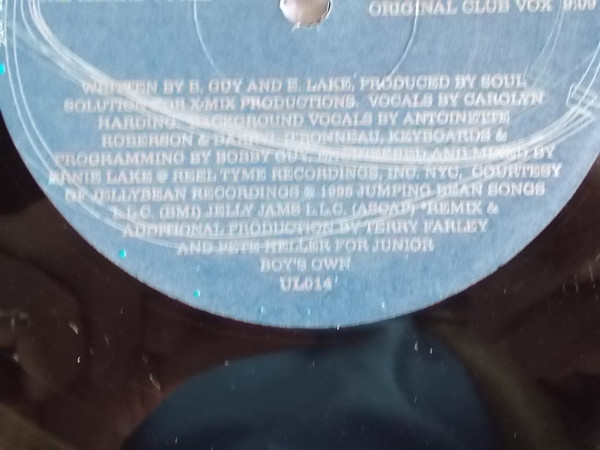 ORIGINAL CLUB VOX 9:09
WRITTEN BY B. GUY AND E. LAKE, PRODUCED BY SOUL
SOLUTION FOR X-MIX PRODUCTIONS. VOCALS BY CAROLYN
HARDING, BACKGROUND VOCALS BY ANTOINETTE
ROBERSON & BONNEAU, KEYBOARDS &
PROGRAMMING BY BOBBY GUY, ENGINEERED AND MIXED BY
ERNIE LAKE @ REEL TYME RECORDINGS, INC. NYC, COURTESY
OF JELLYBEAN RECORDINGS ℗ 1995 JUMPING BEAN SONGS
L.L.C. (BMI) JELLY JAMS L.L.C. (ASCAP) *REMIX &
ADDITIONAL PRODUCTION BY TERRY FARLEY
AND PETE HELLER FOR JUNIOR
BOY'S OWN
UL014